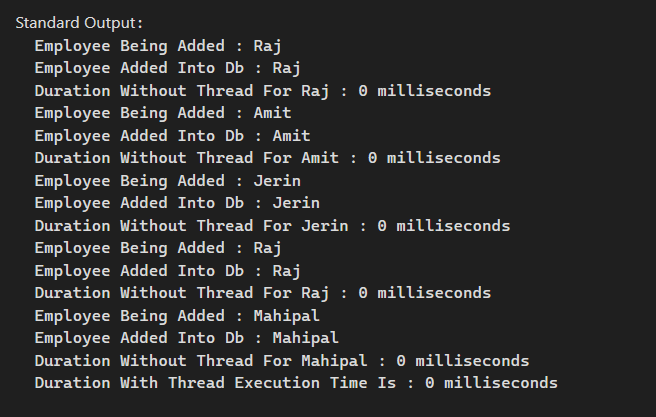 Standard Output:
Employee Being Added : Raj
Employee Added Into Db : Raj
Duration Without Thread For Raj : 0 milliseconds
Employee Being Added : Amit
Employee Added Into Db : Amit
Duration Without Thread For Amit : 0 milliseconds
Employee Being Added : Jerin
Employee Added Into Db : Jerin
Duration Without Thread For Jerin : 0 milliseconds
Employee Being Added : Raj
Employee Added Into Db : Raj
Duration Without Thread For Raj : 0 milliseconds
Employee Being Added : Mahipal
Employee Added Into Db : Mahipal
Duration Without Thread For Mahipal : 0 milliseconds
Duration With Thread Execution Time Is : 0 milliseconds